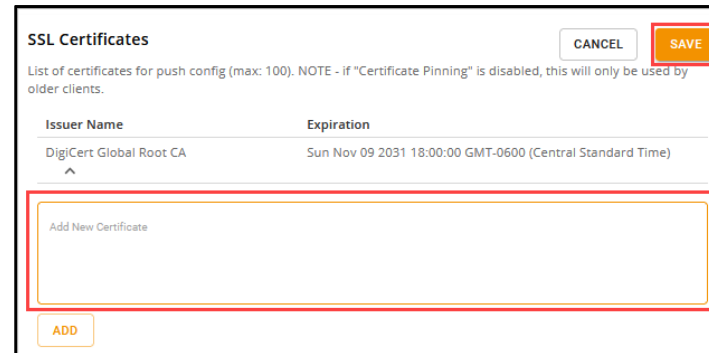 SSL Certificates
CANCEL
SAVE
List of certificates for push config (max: 100). NOTE - if "Certificate Pinning" is disabled, this will only be used by
older clients.
Issuer Name Expiration
DigiCert Global Root CA Sun Nov 09 2031 18:00:00 GMT-0600 (Central Standard Time)
Add New Certificate
ADD